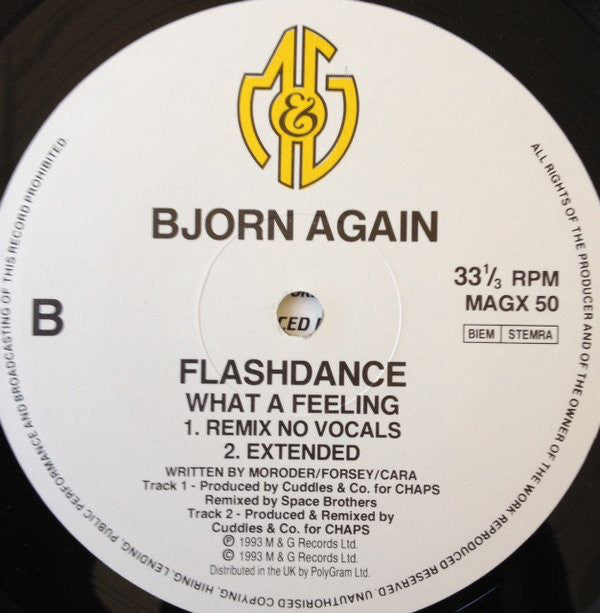 M&G
BJORN AGAIN
33⅓ RPM
MAGX 50
BIEM STEMRA
B
CED
FLASHDANCE
WHAT A FEELING
1. REMIX NO VOCALS
2. EXTENDED
WRITTEN BY MORODER/FORSEY/CARA
Track 1 - Produced by Cuddles & Co. for CHAPS
Remixed by Space Brothers
Track 2 - Produced & Remixed by
Cuddles & Co. for CHAPS
℗ 1993 M & G Records Ltd.
© 1993 M & G Records Ltd.
Distributed in the UK by PolyGram Ltd.
ALL RIGHTS OF THE PRODUCER AND OF THE OWNER OF THE WORK REPRODUCED RESERVED. UNAUTHORISED COPYING, HIRING, LENDING, PUBLIC PERFORMANCE AND BROADCASTING OF THIS RECORD PROHIBITED.